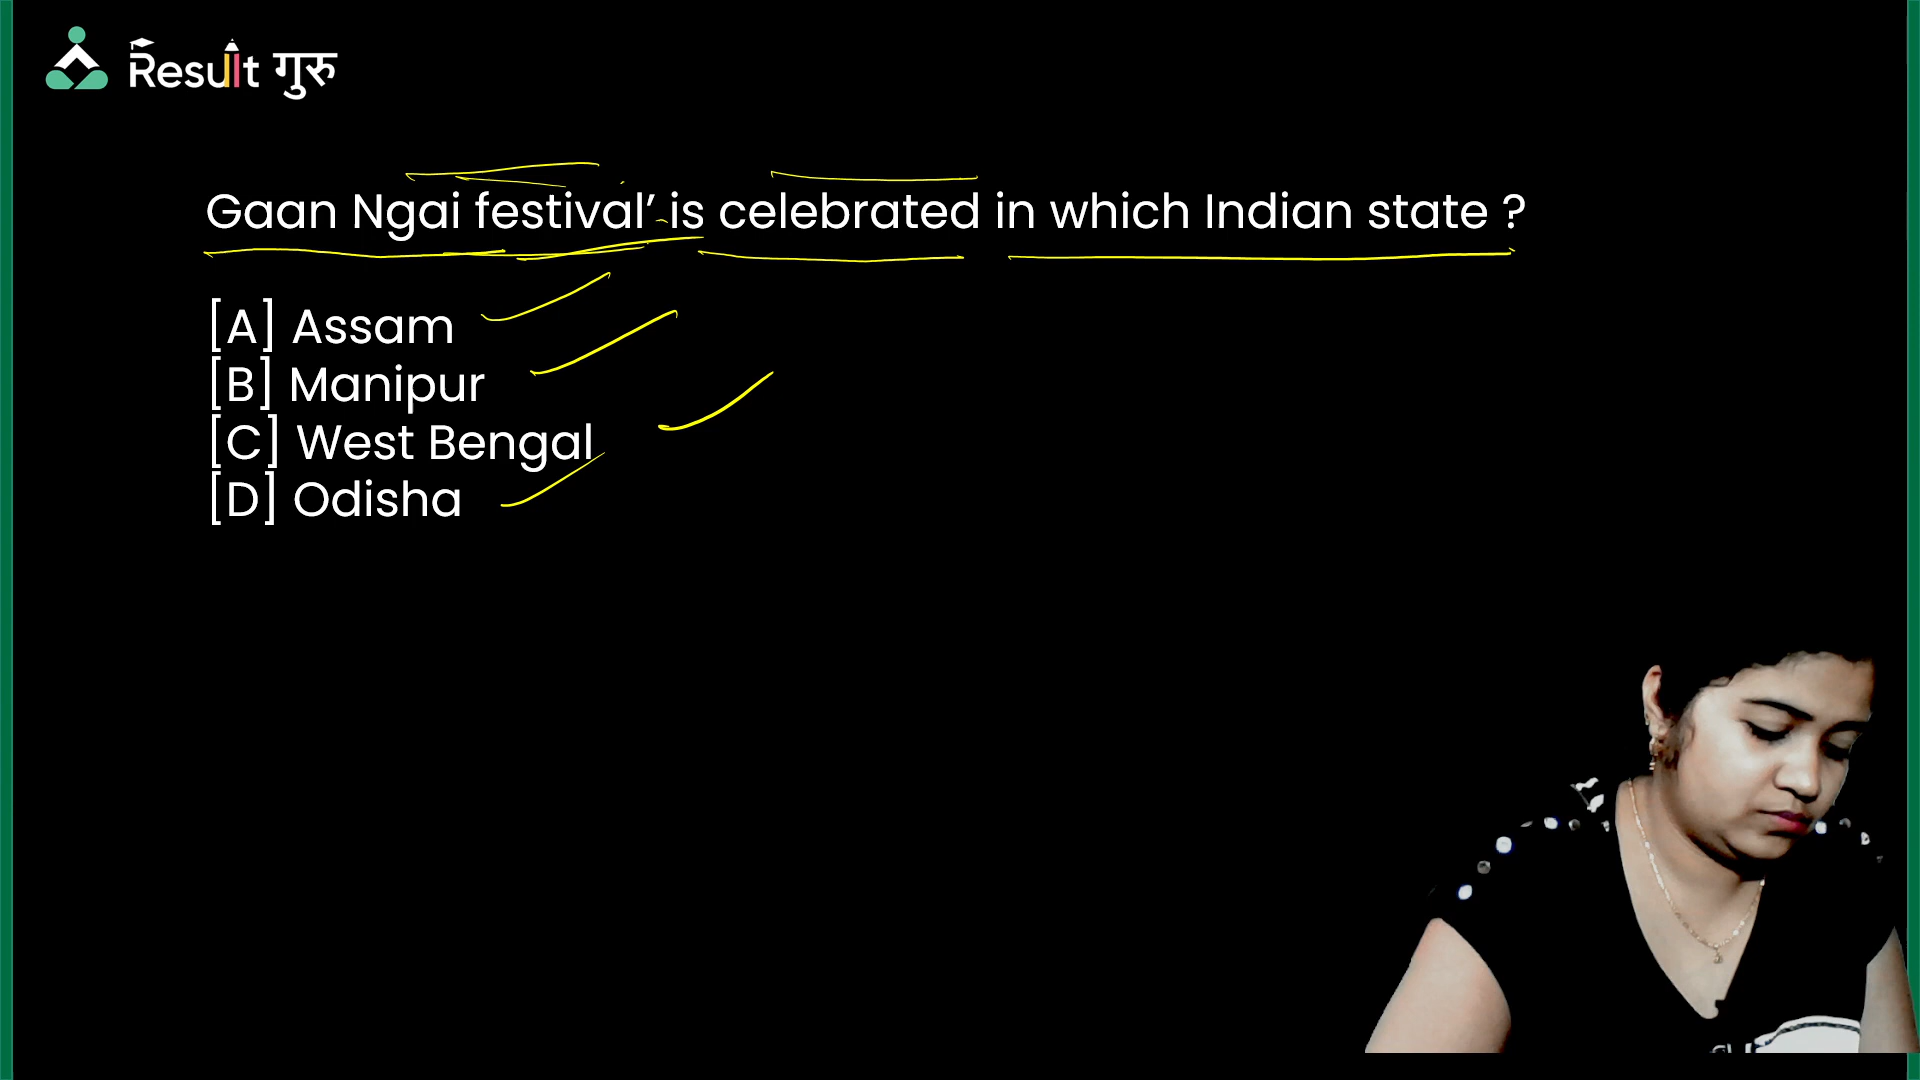 Result गुरु
Gaan Ngai festival’ is celebrated in which Indian state ?
[A] Assam
[B] Manipur
[C] West Bengal
[D] Odisha